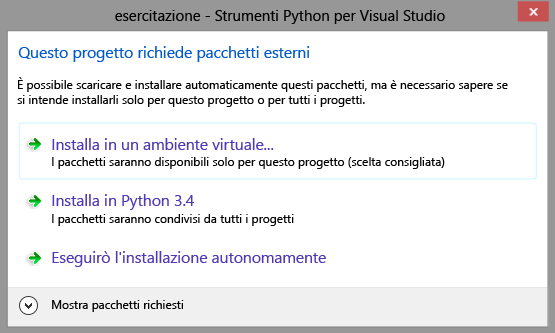 esercitazione - Strumenti Python per Visual Studio
Questo progetto richiede pacchetti esterni
È possibile scaricare e installare automaticamente questi pacchetti, ma è necessario sapere se
si intende installarli solo per questo progetto o per tutti i progetti.
Installa in un ambiente virtuale...
I pacchetti saranno disponibili solo per questo progetto (scelta consigliata)
Installa in Python 3.4
I pacchetti saranno condivisi da tutti i progetti
Eseguirò l'installazione autonomamente
Mostra pacchetti richiesti